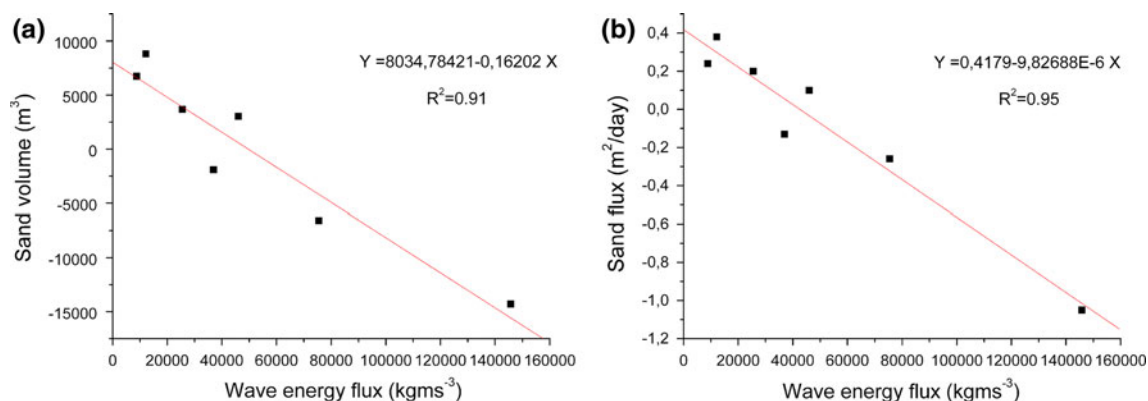 (a)
Y =8034,78421-0,16202 X
R²=0.91
10000
5000
0
-5000
-10000
-15000
Sand volume (m³)
0 20000 40000 60000 80000 100000 120000 140000 160000
Wave energy flux (kgms⁻³)
(b)
Y =0,4179-9,82688E-6 X
R²=0.95
0,4
0,2
0,0
-0,2
-0,4
-0,6
-0,8
-1,0
-1,2
Sand flux (m²/day)
0 20000 40000 60000 80000 100000 120000 140000 160000
Wave energy flux (kgms⁻³)